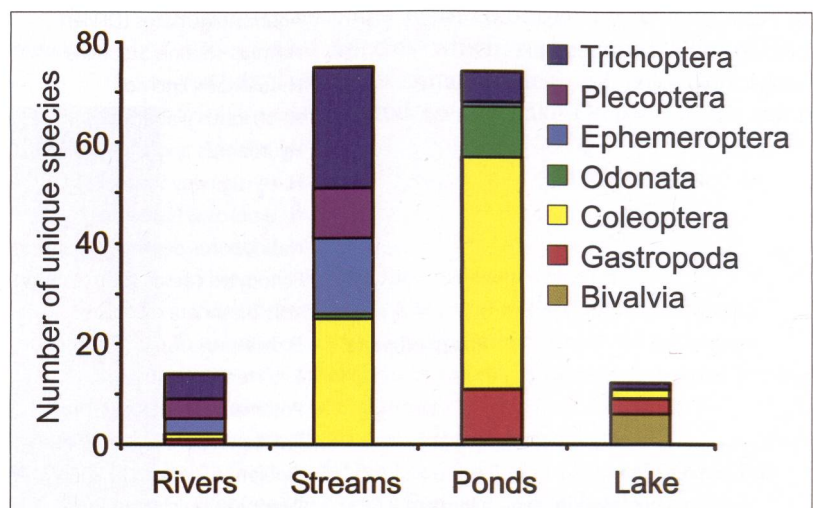 80
60
40
20
0
Number of unique species
Trichoptera
Plecoptera
Ephemeroptera
Odonata
Coleoptera
Gastropoda
Bivalvia
Rivers Streams Ponds Lake